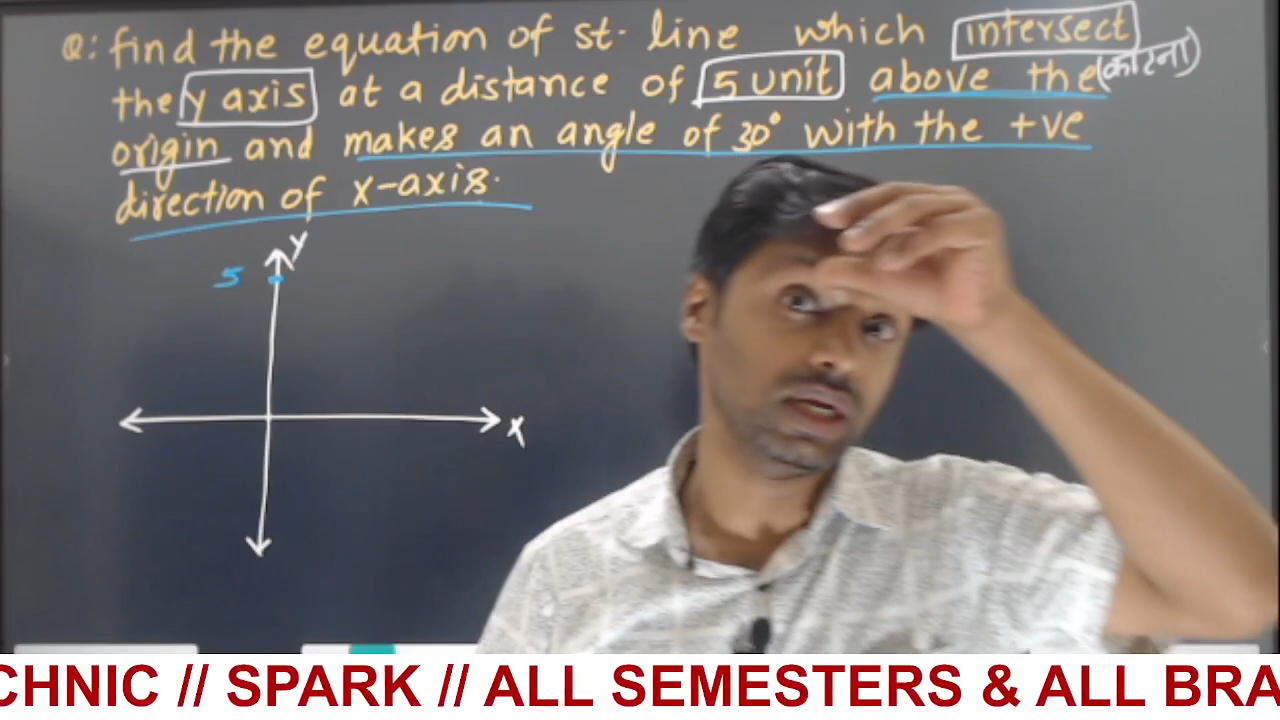 Q: find the equation of st. line which intersect
(काटना)
the y axis at a distance of 5 unit above the
origin and makes an angle of 30° with the +ve
direction of x-axis.
y
5
x
CHNIC // SPARK // ALL SEMESTERS & ALL BRA